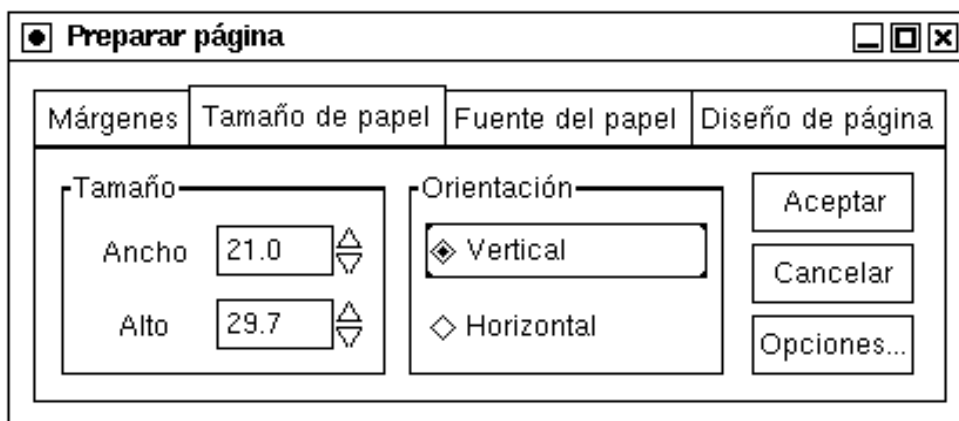 Preparar página
Márgenes Tamaño de papel Fuente del papel Diseño de página
Tamaño
Ancho 21.0
Alto 29.7
Orientación
Vertical
Horizontal
Aceptar
Cancelar
Opciones...